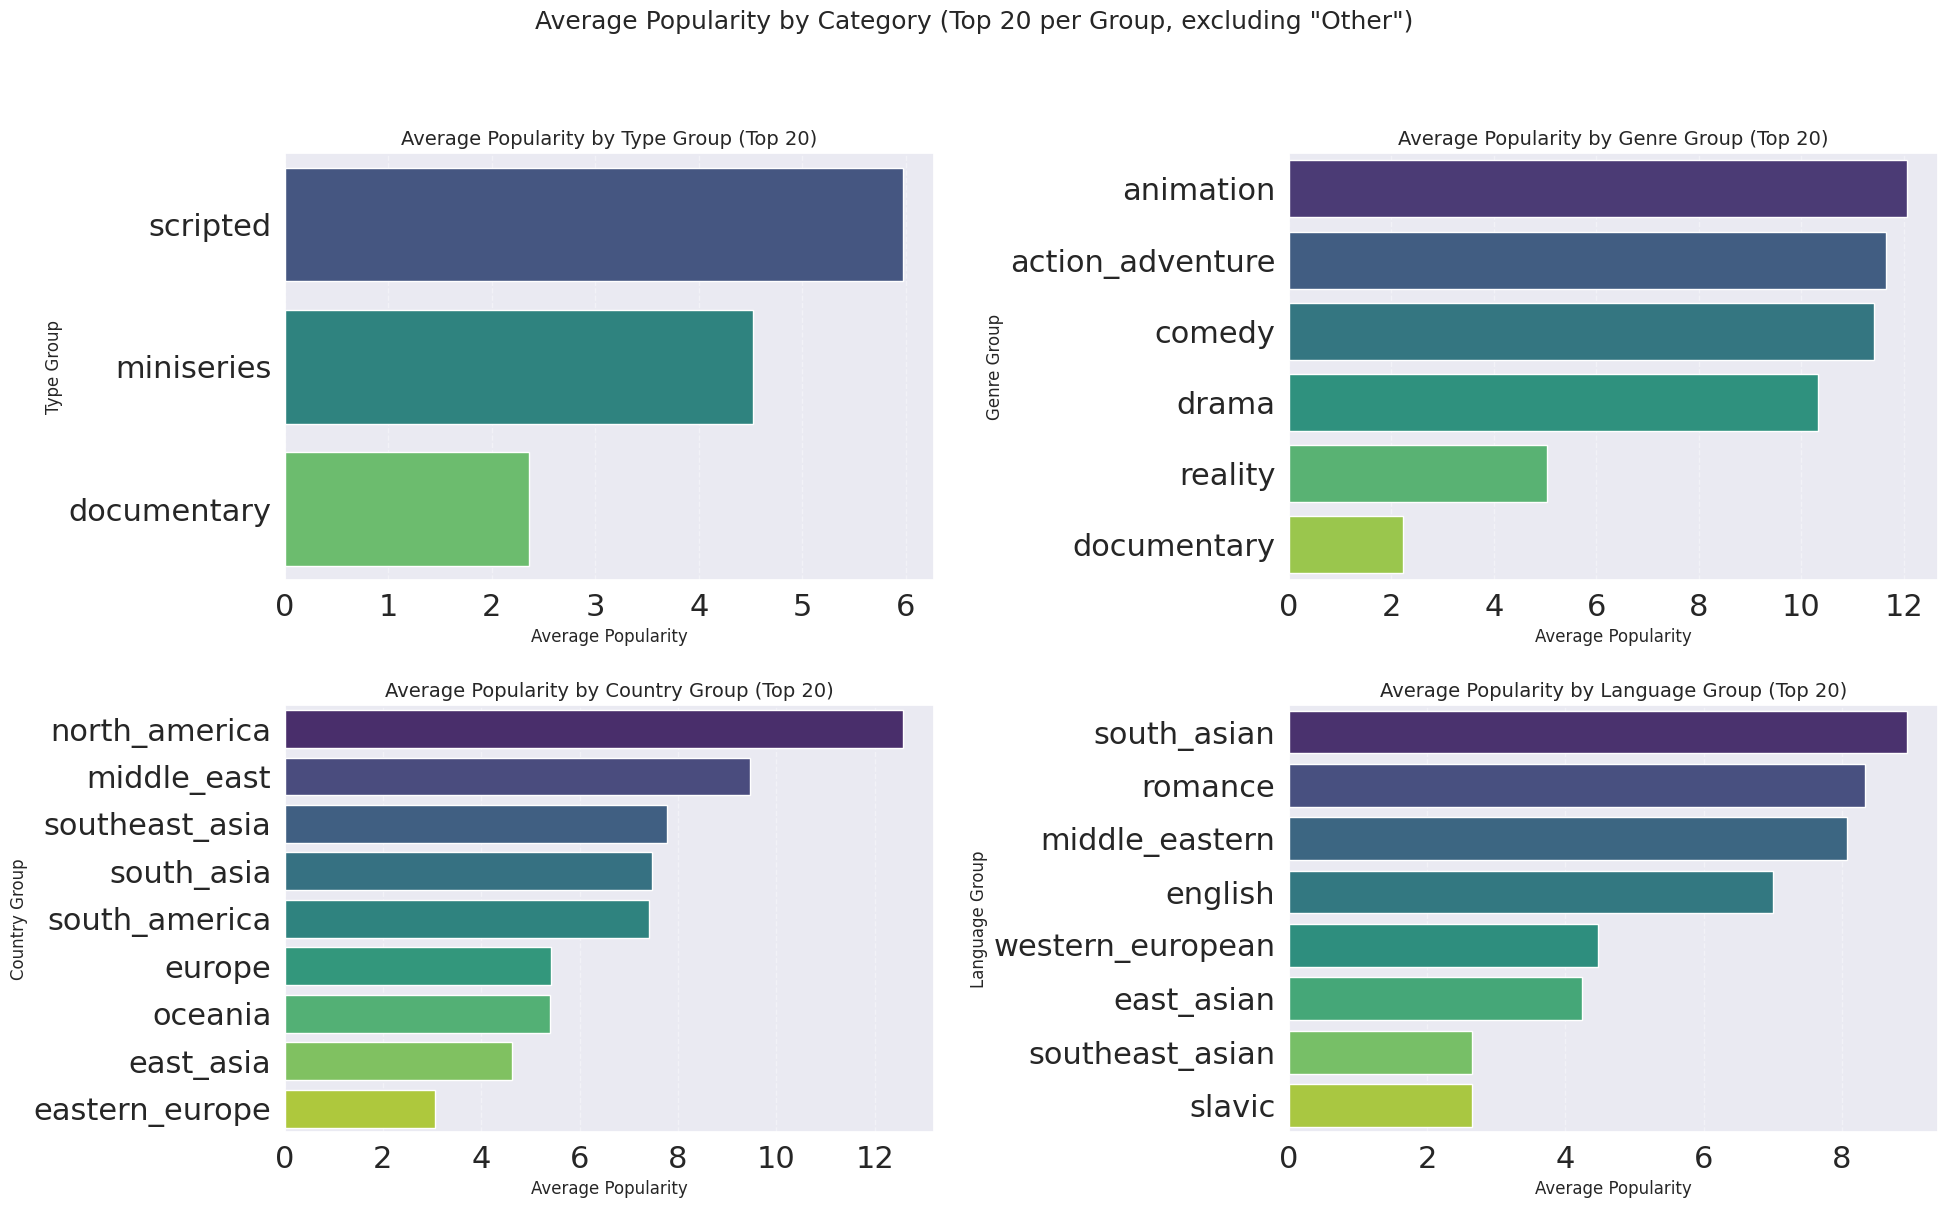 Average Popularity by Category (Top 20 per Group, excluding "Other")
Average Popularity by Type Group (Top 20)
Type Group
scripted
miniseries
documentary
0 1 2 3 4 5 6
Average Popularity
Average Popularity by Genre Group (Top 20)
Genre Group
animation
action_adventure
comedy
drama
reality
documentary
0 2 4 6 8 10 12
Average Popularity
Average Popularity by Country Group (Top 20)
Country Group
north_america
middle_east
southeast_asia
south_asia
south_america
europe
oceania
east_asia
eastern_europe
0 2 4 6 8 10 12
Average Popularity
Average Popularity by Language Group (Top 20)
Language Group
south_asian
romance
middle_eastern
english
western_european
east_asian
southeast_asian
slavic
0 2 4 6 8
Average Popularity